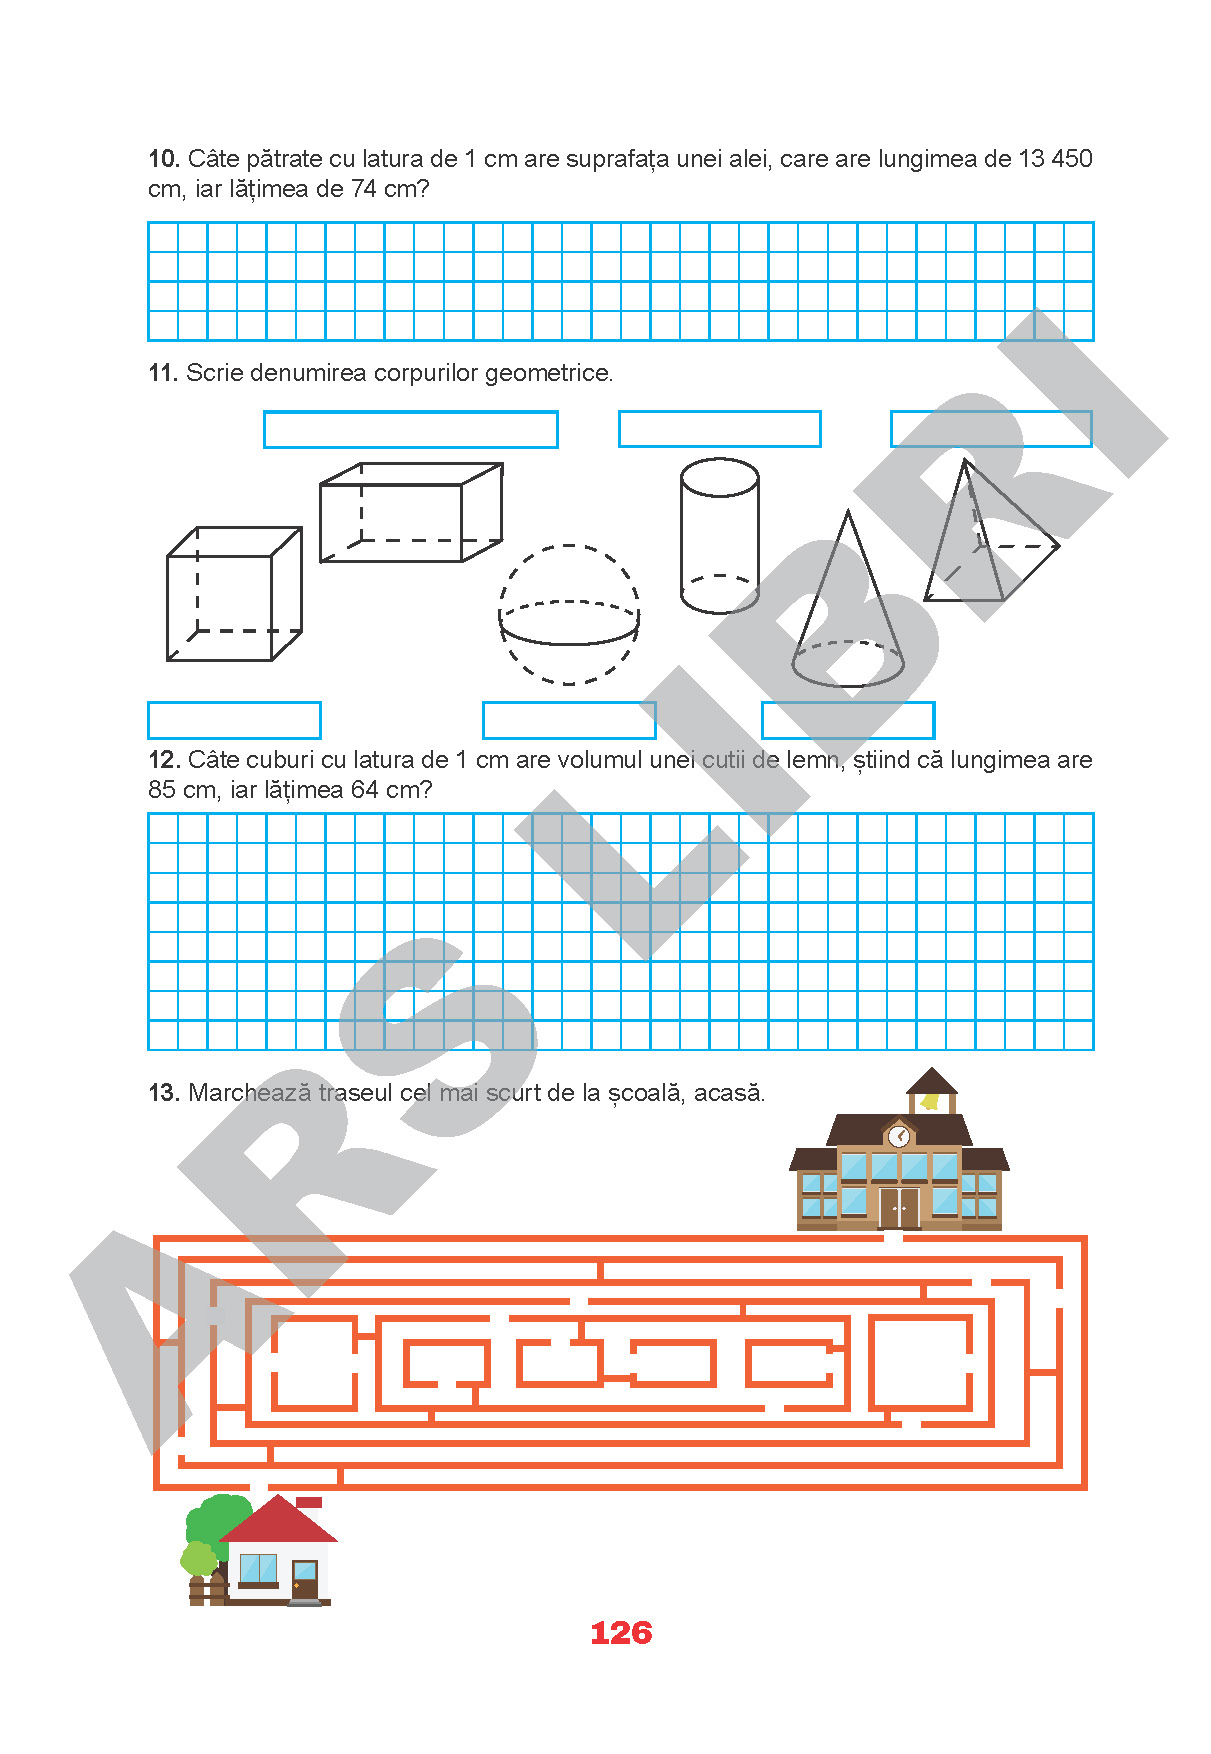 10. Câte pătrate cu latura de 1 cm are suprafața unei alei, care are lungimea de 13 450
cm, iar lățimea de 74 cm?
11. Scrie denumirea corpurilor geometrice.
12. Câte cuburi cu latura de 1 cm are volumul unei cutii de lemn, știind că lungimea are
85 cm, iar lățimea 64 cm?
13. Marchează traseul cel mai scurt de la școală, acasă.
ARS LIBRI
126